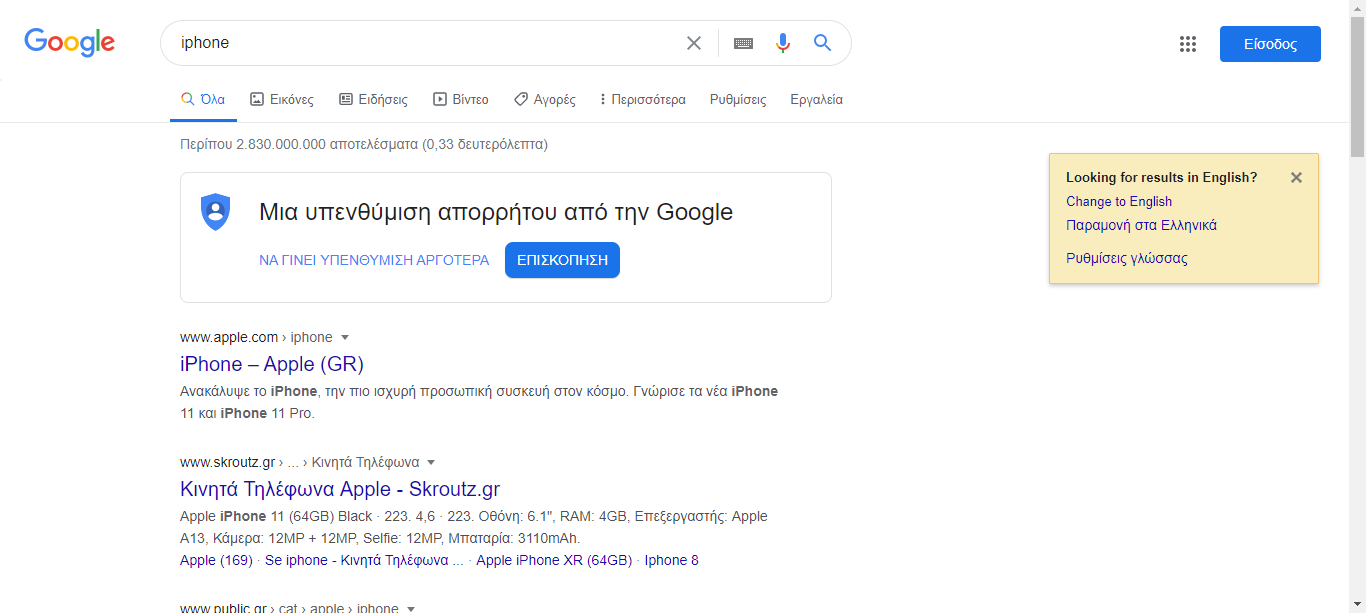 Google
iphone
Είσοδος
Όλα Εικόνες Ειδήσεις Βίντεο Αγορές Περισσότερα Ρυθμίσεις Εργαλεία
Περίπου 2.830.000.000 αποτελέσματα (0,33 δευτερόλεπτα)
Μια υπενθύμιση απορρήτου από την Google
ΝΑ ΓΙΝΕΙ ΥΠΕΝΘΥΜΙΣΗ ΑΡΓΟΤΕΡΑ ΕΠΙΣΚΟΠΗΣΗ
Looking for results in English?
Change to English
Παραμονή στα Ελληνικά
Ρυθμίσεις γλώσσας
www.apple.com › iphone
iPhone – Apple (GR)
Ανακάλυψε το iPhone, την πιο ισχυρή προσωπική συσκευή στον κόσμο. Γνώρισε τα νέα iPhone
11 και iPhone 11 Pro.
www.skroutz.gr › ... › Κινητά Τηλέφωνα
Κινητά Τηλέφωνα Apple - Skroutz.gr
Apple iPhone 11 (64GB) Black · 223. 4,6 · 223. Οθόνη: 6.1", RAM: 4GB, Επεξεργαστής: Apple
A13, Κάμερα: 12MP + 12MP, Selfie: 12MP, Μπαταρία: 3110mAh.
Apple (169) · Se iphone - Κινητά Τηλέφωνα ... · Apple iPhone XR (64GB) · Iphone 8
www.public.gr › cat › apple › iphone